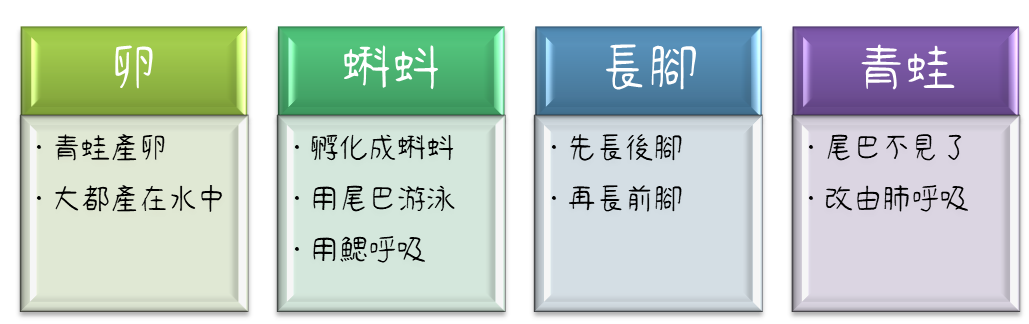 卵
· 青蛙產卵
· 大都產在水中
蝌蚪
· 孵化成蝌蚪
· 用尾巴游泳
· 用鰓呼吸
長腳
· 先長後腳
· 再長前腳
青蛙
· 尾巴不見了
· 改由肺呼吸